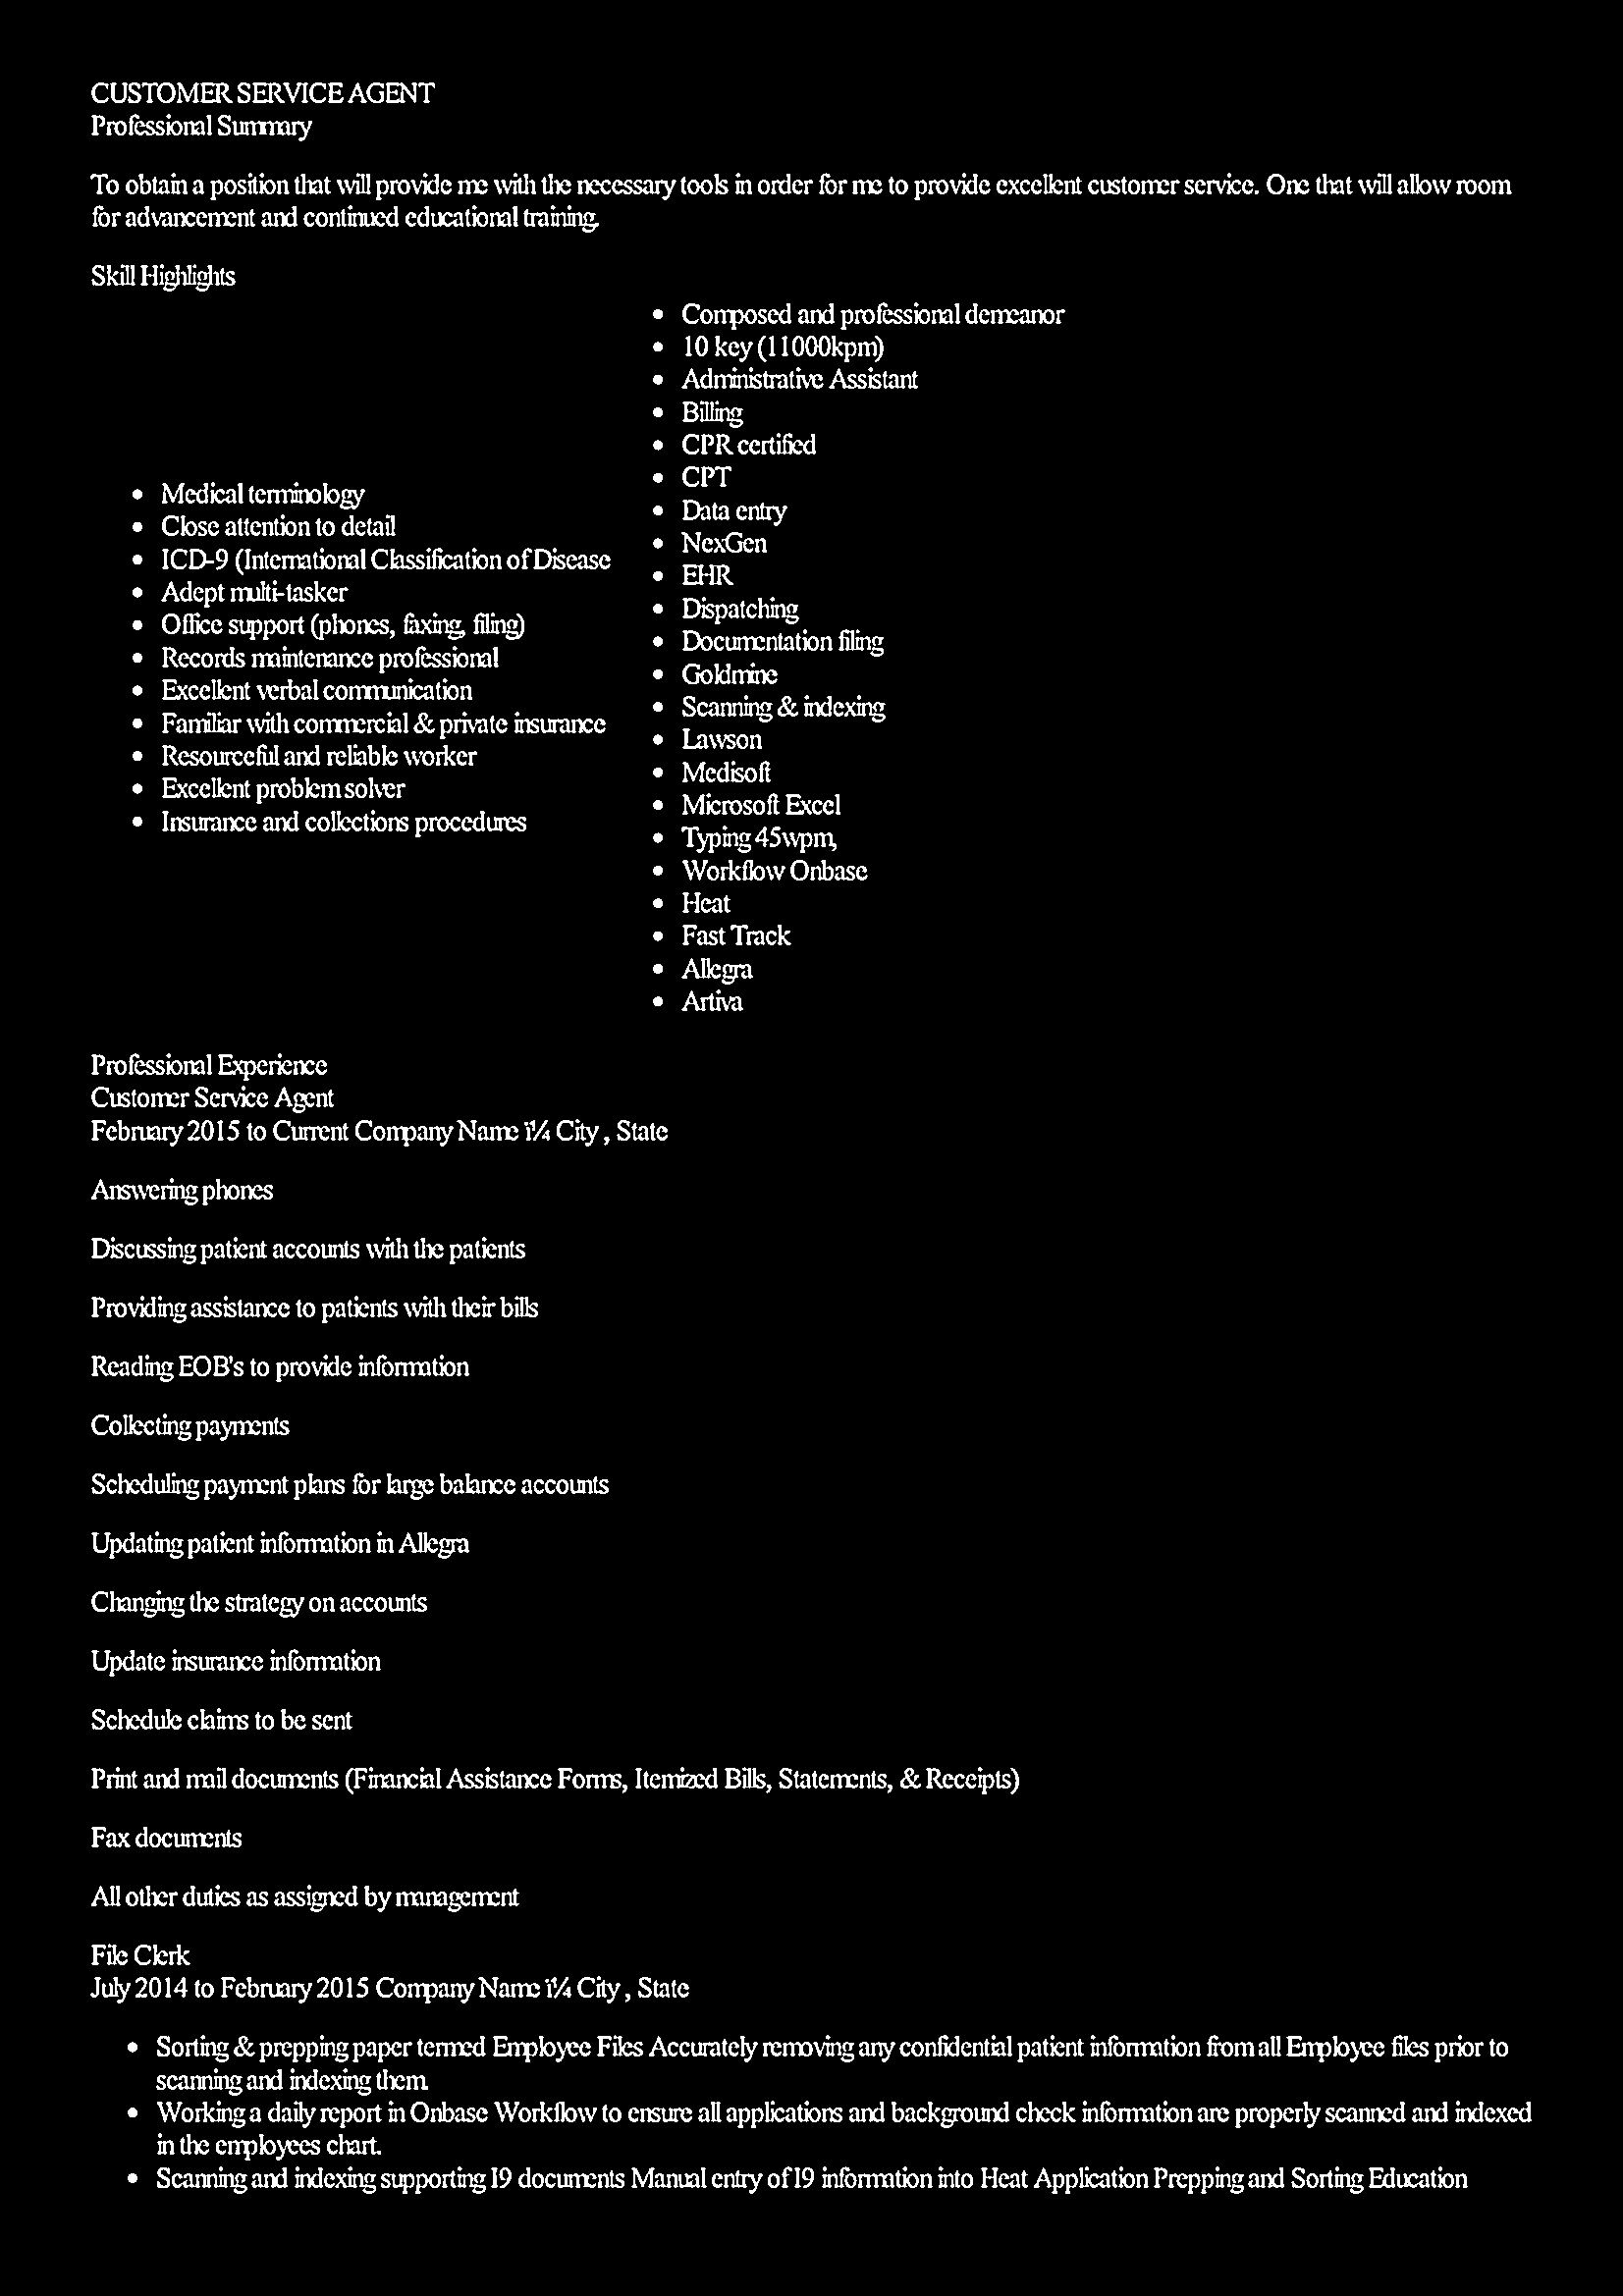 CUSTOMER SERVICE AGENT
Professional Summary
To obtain a position that will provide me with the necessary tools in order for me to provide excellent customer service. One that will allow room
for advancement and continued educational training.
Skill Highlights
Medical terminology
Close attention to detail
ICD-9 (International Classification of Disease
Adept multi-tasker
Office support (phones, faxing, filing)
Records maintenance professional
Excellent verbal communication
Familiar with commercial & private insurance
Resourceful and reliable worker
Excellent problem solver
Insurance and collections procedures
Composed and professional demeanor
10 key (11000kpm)
Administrative Assistant
Billing
CPR certified
CPT
Data entry
NexGen
EHR
Dispatching
Documentation filing
Goldmine
Scanning & indexing
Lawson
Medisoft
Microsoft Excel
Typing 45wpm,
Workflow Onbase
Heat
Fast Track
Allegra
Artiva
Professional Experience
Customer Service Agent
February 2015 to Current Company Name ï¼ City , State
Answering phones
Discussing patient accounts with the patients
Providing assistance to patients with their bills
Reading EOB's to provide information
Collecting payments
Scheduling payment plans for large balance accounts
Updating patient information in Allegra
Changing the strategy on accounts
Update insurance information
Schedule claims to be sent
Print and mail documents (Financial Assistance Forms, Itemized Bills, Statements, & Receipts)
Fax documents
All other duties as assigned by management
File Clerk
July 2014 to February 2015 Company Name ï¼ City , State
Sorting & prepping paper termed Employee Files Accurately removing any confidential patient information from all Employee files prior to
scanning and indexing them.
Working a daily report in Onbase Workflow to ensure all applications and background check information are properly scanned and indexed
in the employees chart.
Scanning and indexing supporting I9 documents Manual entry of I9 information into Heat Application Prepping and Sorting Education